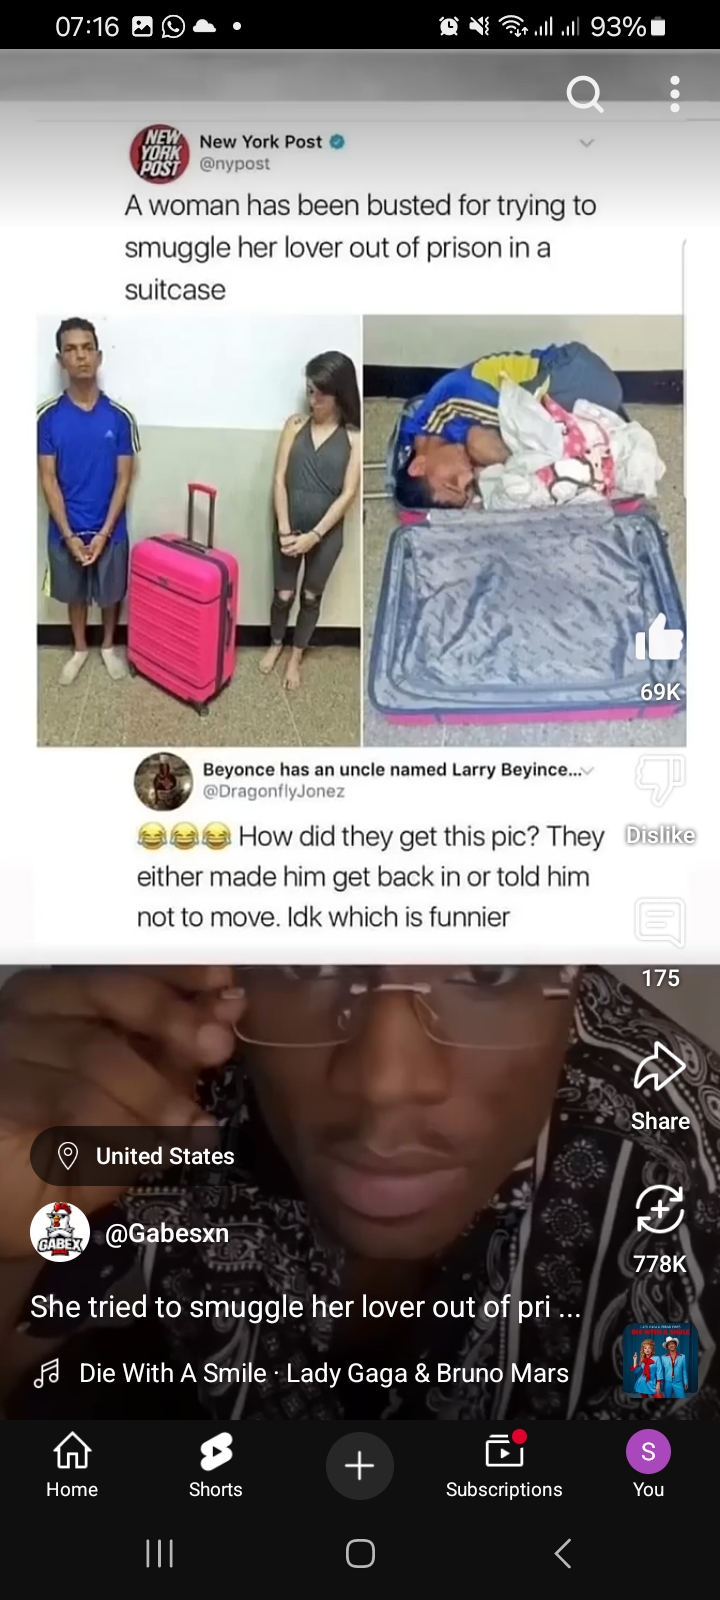 07:16 93%
NEW YORK POST
New York Post
@nypost
A woman has been busted for trying to
smuggle her lover out of prison in a
suitcase
Beyonce has an uncle named Larry Beyince...
@DragonflyJonez
😂😂😂 How did they get this pic? They
either made him get back in or told him
not to move. Idk which is funnier
69K
Dislike
175
Share
778K
United States
GABEX
@Gabesxn
She tried to smuggle her lover out of pri ...
Die With A Smile · Lady Gaga & Bruno Mars
DIE WITH A SMILE
Home
Shorts
Subscriptions
S
You